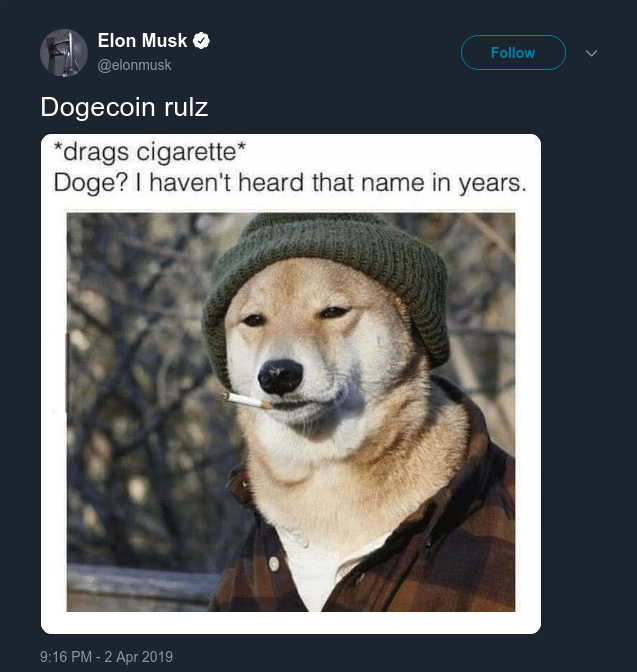 Elon Musk
@elonmusk
Follow
Dogecoin rulz
*drags cigarette*
Doge? I haven't heard that name in years.
9:16 PM - 2 Apr 2019